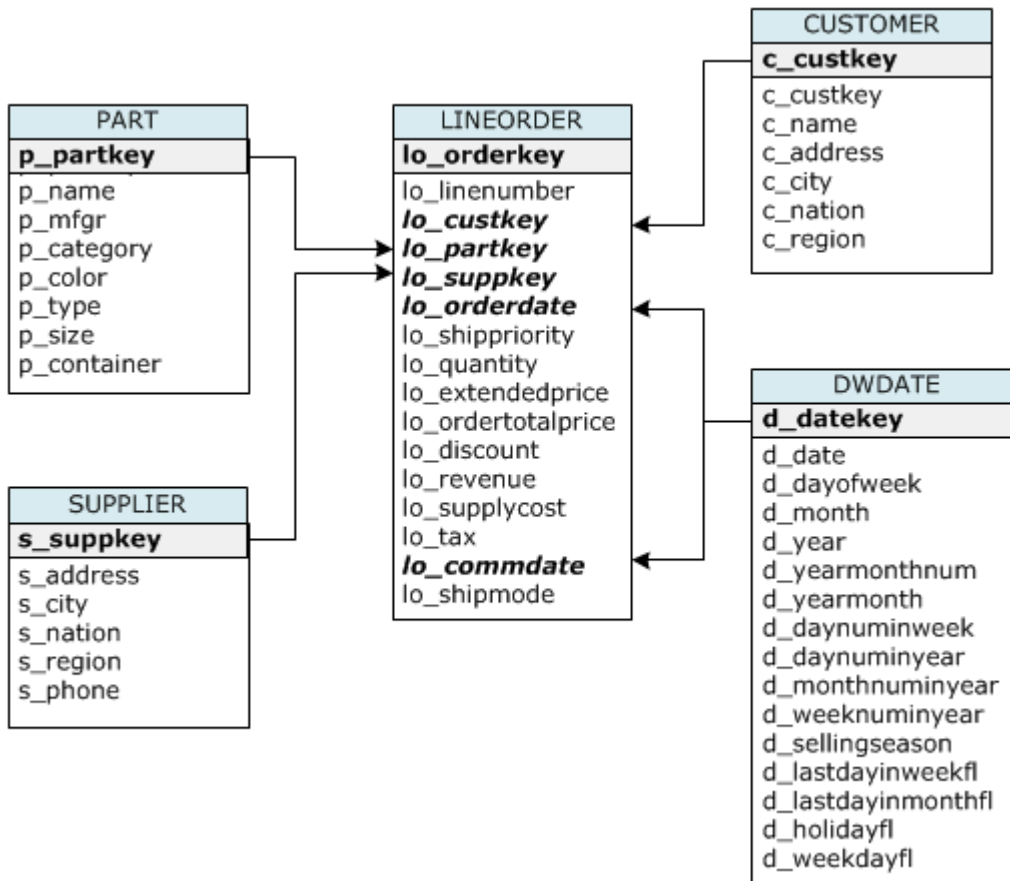 PART
p_partkey
p_name
p_mfgr
p_category
p_color
p_type
p_size
p_container
SUPPLIER
s_suppkey
s_address
s_city
s_nation
s_region
s_phone
LINEORDER
lo_orderkey
lo_linenumber
lo_custkey
lo_partkey
lo_suppkey
lo_orderdate
lo_shippriority
lo_quantity
lo_extendedprice
lo_ordertotalprice
lo_discount
lo_revenue
lo_supplycost
lo_tax
lo_commdate
lo_shipmode
CUSTOMER
c_custkey
c_custkey
c_name
c_address
c_city
c_nation
c_region
DWDATE
d_datekey
d_date
d_dayofweek
d_month
d_year
d_yearmonthnum
d_yearmonth
d_daynuminweek
d_daynuminyear
d_monthnuminyear
d_weeknuminyear
d_sellingseason
d_lastdayinweekfl
d_lastdayinmonthfl
d_holidayfl
d_weekdayfl